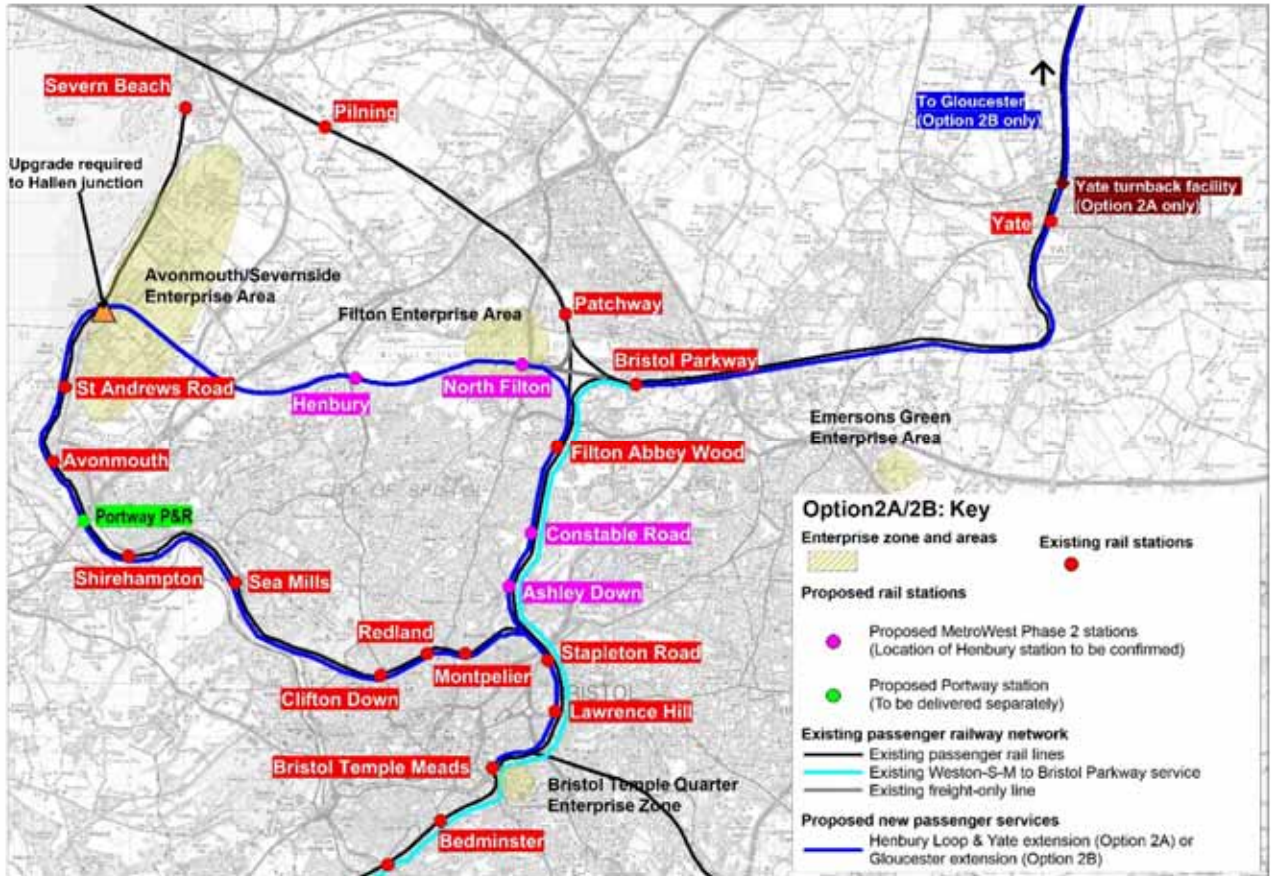 Severn Beach
Pilning
To Gloucester
(Option 2B only)
Upgrade required
to Hallen junction
Yate turnback facility
(Option 2A only)
Yate
YATE
Avonmouth/Severnside
Enterprise Area
Filton Enterprise Area
Patchway
Bristol Parkway
St Andrews Road
Henbury
North Filton
Emersons Green
Enterprise Area
Avonmouth
Filton Abbey Wood
OF BRISTOL
Portway P&R
Constable Road
Shirehampton
Sea Mills
Ashley Down
Redland
Stapleton Road
Clifton Down
Montpelier
BRISTOL
Lawrence Hill
Bristol Temple Meads
Bristol Temple Quarter
Enterprise Zone
Bedminster
Option2A/2B: Key
Enterprise zone and areas
Existing rail stations
Proposed rail stations
Proposed MetroWest Phase 2 stations
(Location of Henbury station to be confirmed)
Proposed Portway station
(To be delivered separately)
Existing passenger railway network
Existing passenger rail lines
Existing Weston-S-M to Bristol Parkway service
Existing freight-only line
Proposed new passenger services
Henbury Loop & Yate extension (Option 2A) or
Gloucester extension (Option 2B)